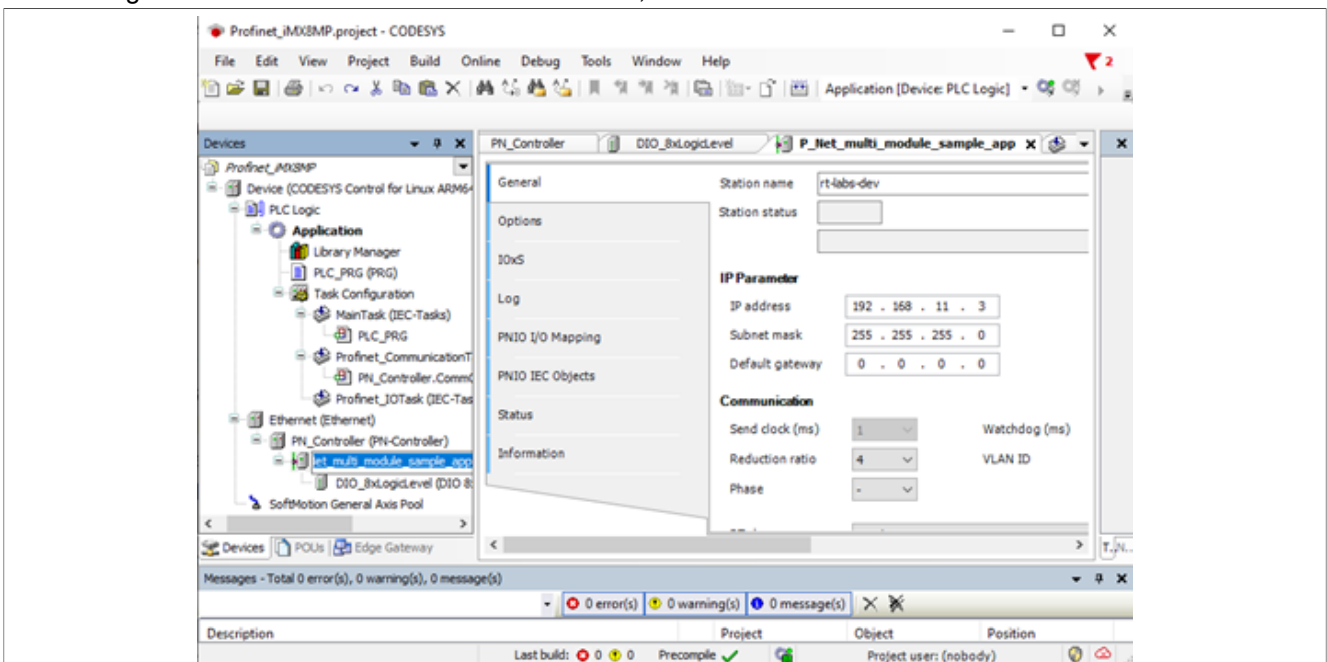 Profinet_iMX8MP.project - CODESYS
File Edit View Project Build Online Debug Tools Window Help
2
Application [Device: PLC Logic]
Devices
PN_Controller DIO_8xLogicLevel P_Net_multi_module_sample_app
Profinet_iMX8MP
Device (CODESYS Control for Linux ARM64
PLC Logic
Application
Library Manager
PLC_PRG (PRG)
Task Configuration
MainTask (IEC-Tasks)
PLC_PRG
Profinet_CommunicationT
PN_Controller.CommC
Profinet_IOTask (IEC-Tas
Ethernet (Ethernet)
PN_Controller (PN-Controller)
et_multi_module_sample_app
DIO_8xLogicLevel (DIO 8
SoftMotion General Axis Pool
Devices POUs Edge Gateway
General
Options
IOxS
Log
PNIO I/O Mapping
PNIO IEC Objects
Status
Information
Station name rt-labs-dev
Station status
IP Parameter
IP address 192 . 168 . 11 . 3
Subnet mask 255 . 255 . 255 . 0
Default gateway 0 . 0 . 0 . 0
Communication
Send clock (ms) 1 Watchdog (ms)
Reduction ratio 4 VLAN ID
Phase -
Messages - Total 0 error(s), 0 warning(s), 0 message(s)
0 error(s) 0 warning(s) 0 message(s)
Description Project Object Position
Last build: 0 0 Precompile Project user: (nobody)